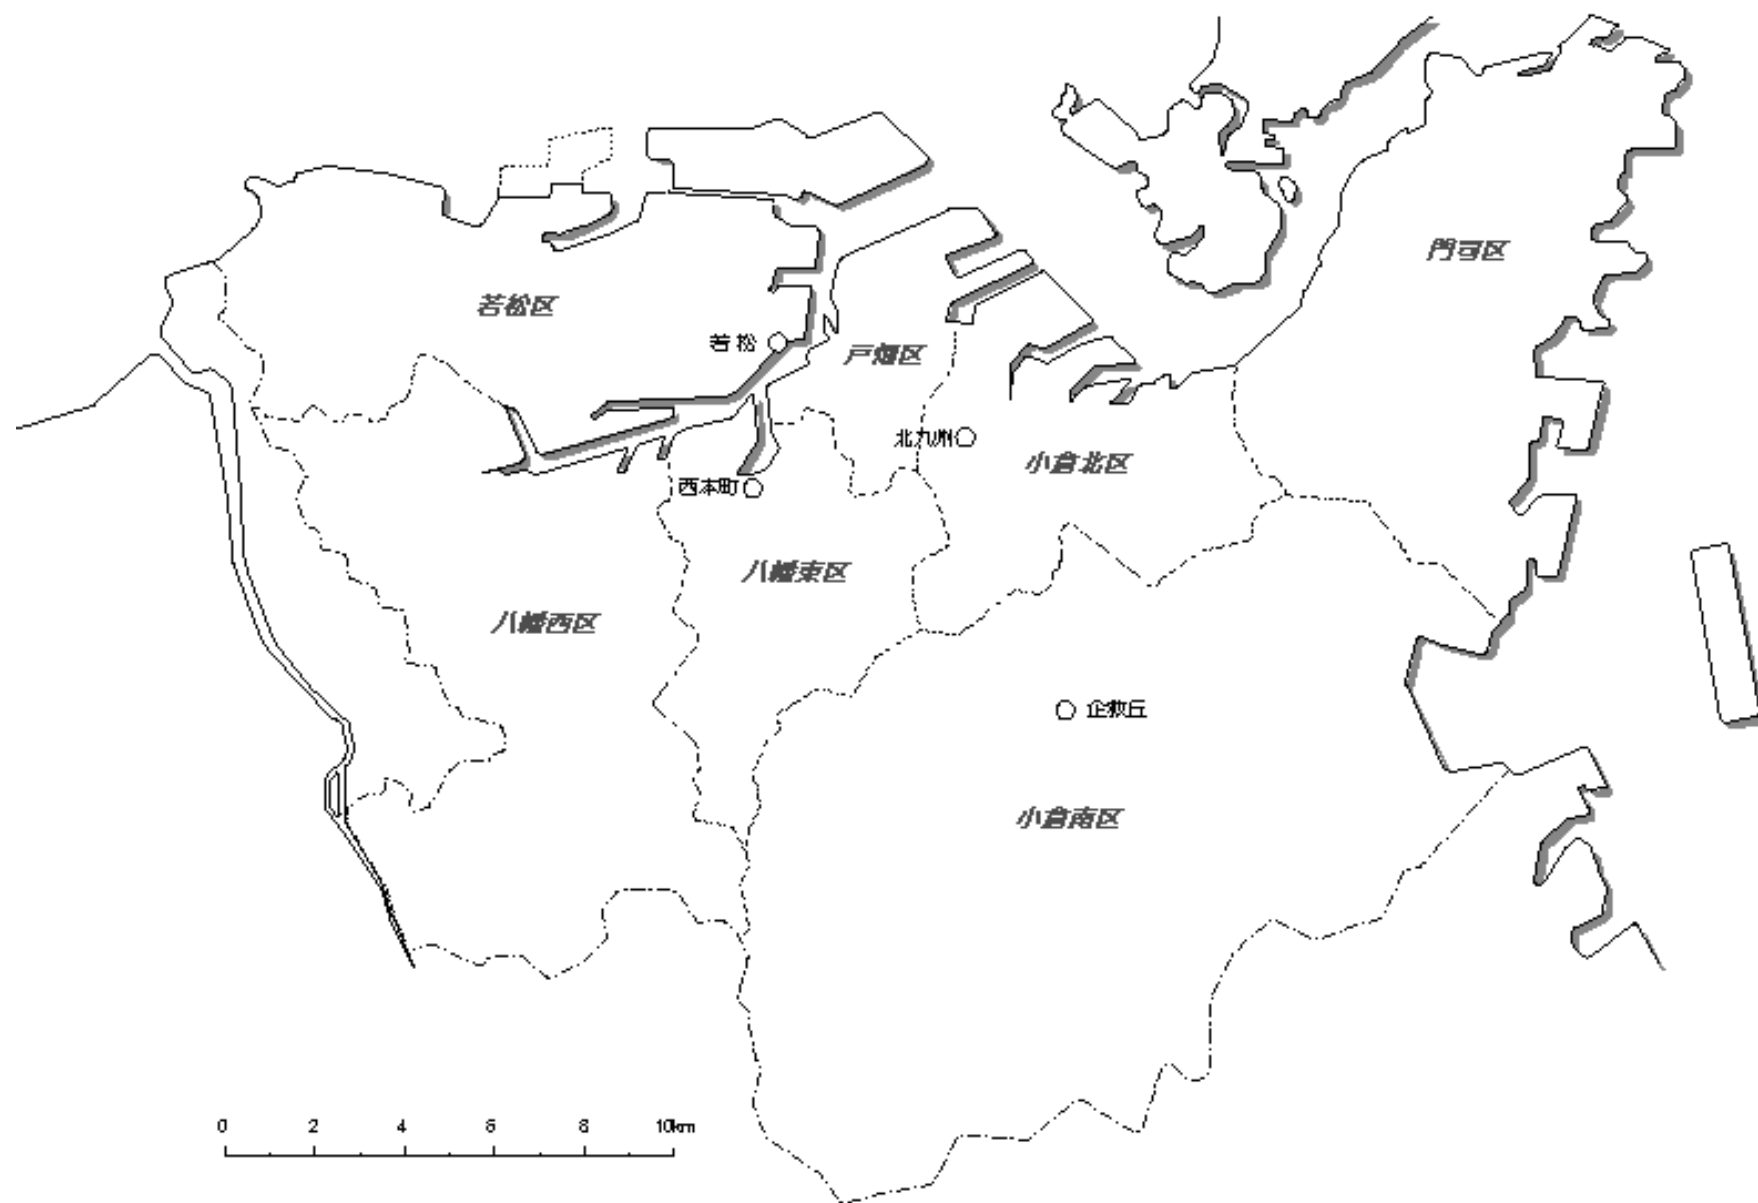 門司区
若松区
若松
戸畑区
北九州
小倉北区
西本町
八幡東区
八幡西区
企救丘
小倉南区
0 2 4 6 8 10km